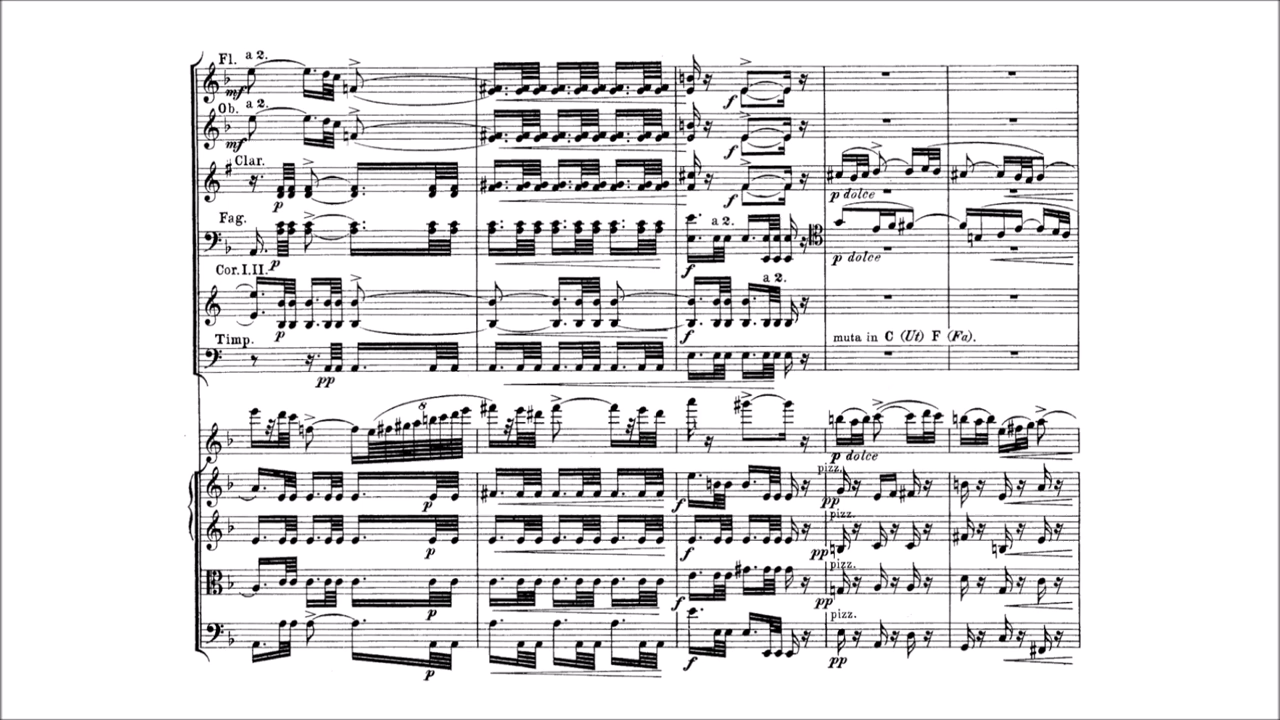 Fl. a 2.
mf
Ob. a 2.
mf
f
f
Clar.
p
f
p dolce
Fag.
a 2.
p
f
p dolce
Cor. I. II.
a 2.
p
f
Timp.
muta in C (Ut) F (Fa).
pp
8
p dolce
pizz.
p
f
pp
pizz.
p
f
pp
pizz.
p
f
pp
pizz.
p
f
pp